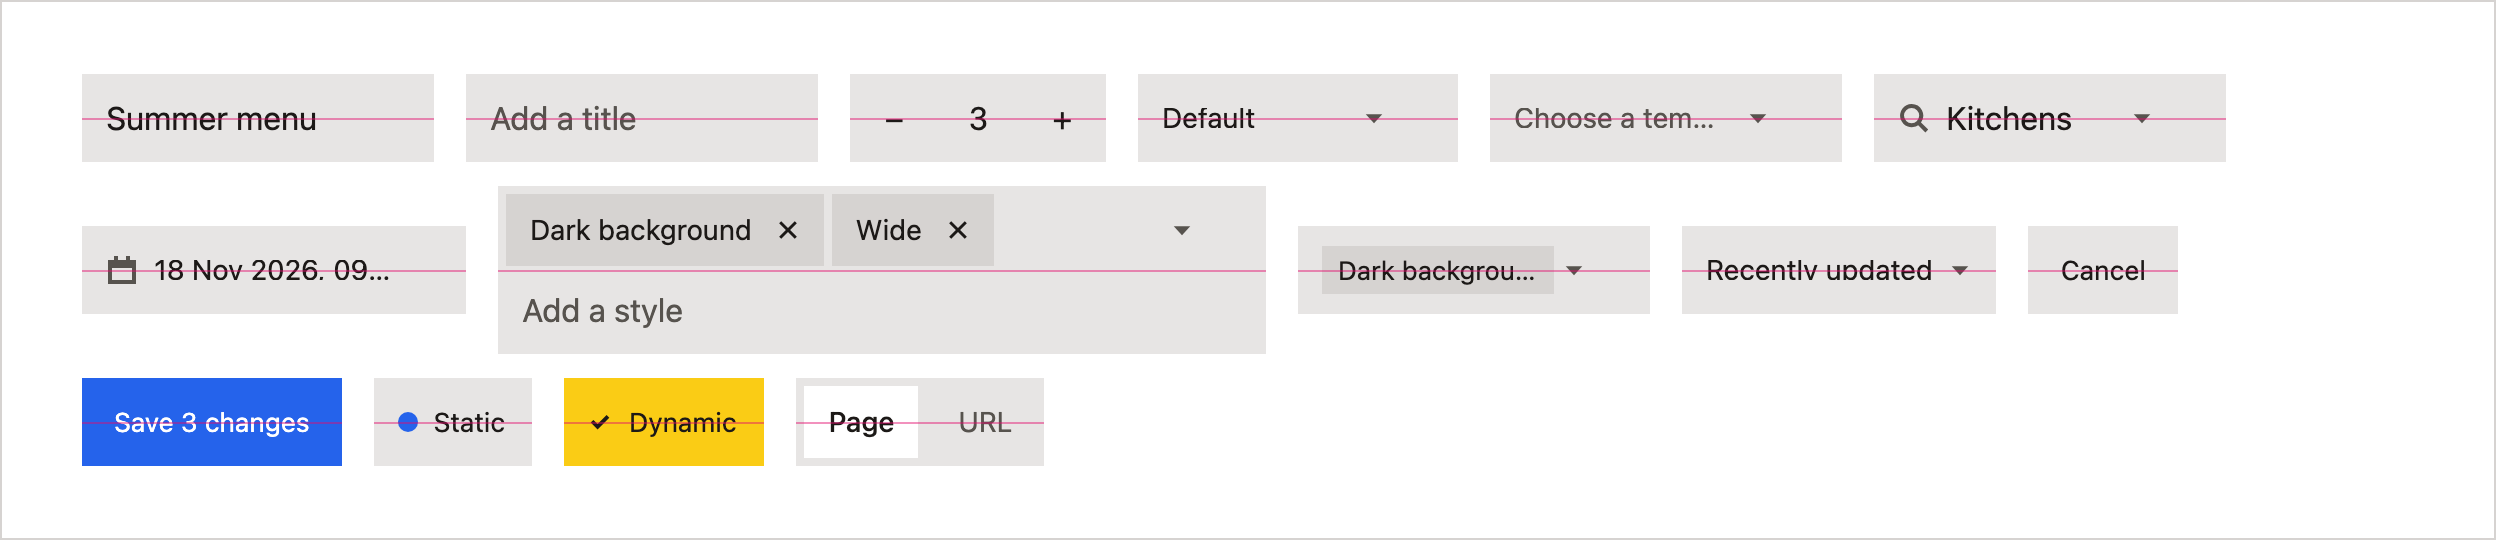 Summer menu
Add a title
– 3 +
Default
Choose a tem...
Kitchens
18 Nov 2026, 09...
Dark background ✕ Wide ✕
Add a style
Dark backgrou...
Recently updated
Cancel
Save 3 changes
Static
Dynamic
Page URL